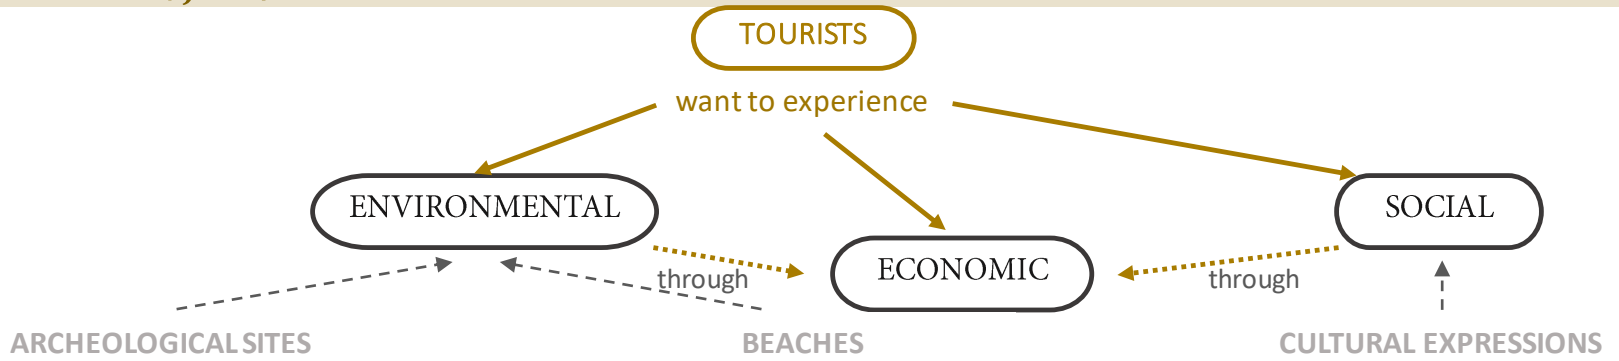 TOURISTS
want to experience
ENVIRONMENTAL
SOCIAL
ECONOMIC
through
through
ARCHEOLOGICAL SITES
BEACHES
CULTURAL EXPRESSIONS